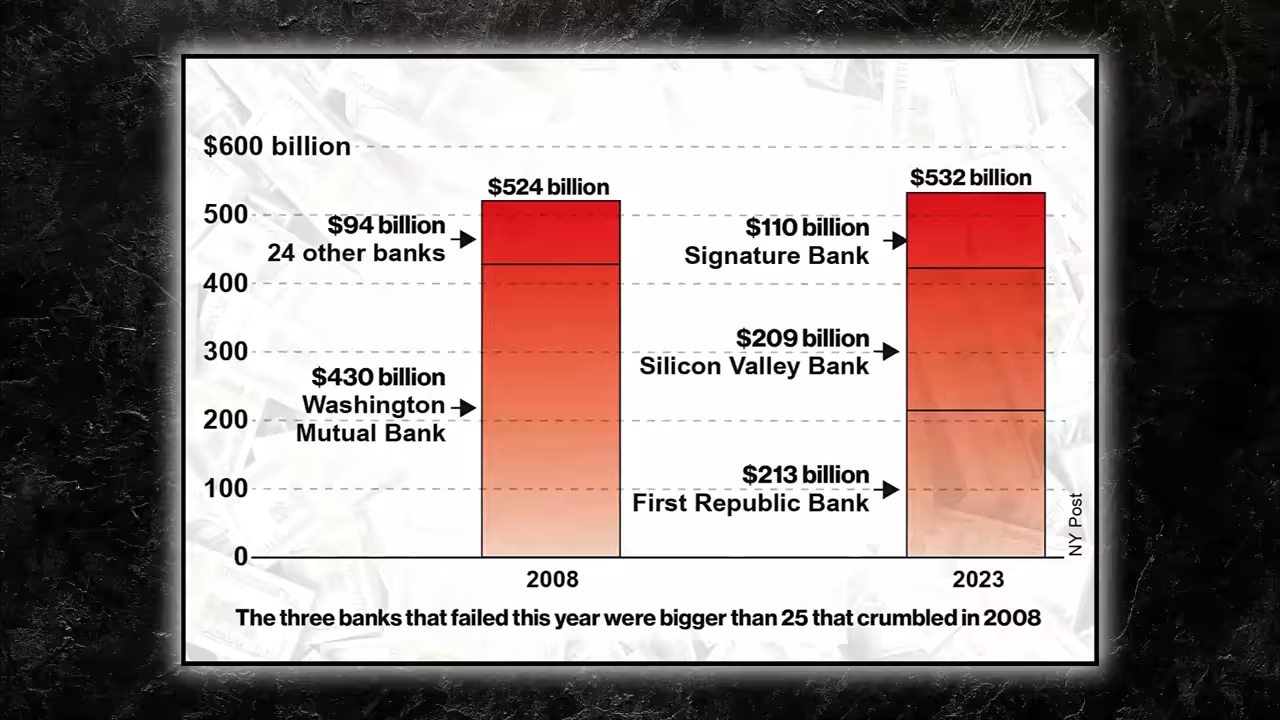 $600 billion
500
400
300
200
100
0
$524 billion
$94 billion
24 other banks
$430 billion
Washington
Mutual Bank
2008
$532 billion
$110 billion
Signature Bank
$209 billion
Silicon Valley Bank
$213 billion
First Republic Bank
2023
NY Post
The three banks that failed this year were bigger than 25 that crumbled in 2008